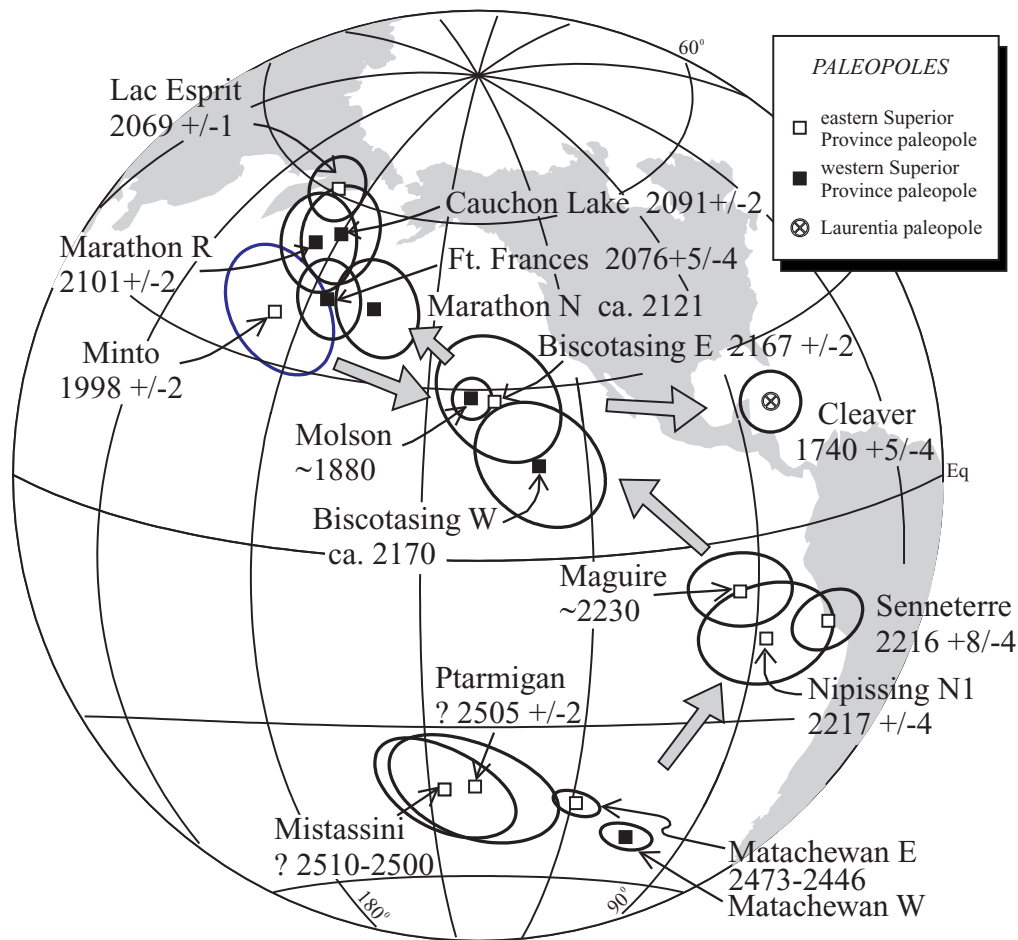 60°
PALEOPOLES
eastern Superior
Province paleopole
western Superior
Province paleopole
Laurentia paleopole
Lac Esprit
2069 +/-1
Cauchon Lake 2091+/-2
Marathon R
2101+/-2
Ft. Frances 2076+5/-4
Marathon N ca. 2121
Minto
1998 +/-2
Biscotasing E 2167 +/-2
Molson
~1880
Cleaver
1740 +5/-4
Eq
Biscotasing W
ca. 2170
Maguire
~2230
Senneterre
2216 +8/-4
Nipissing N1
2217 +/-4
Ptarmigan
? 2505 +/-2
Mistassini
? 2510-2500
Matachewan E
2473-2446
Matachewan W
180°
90°